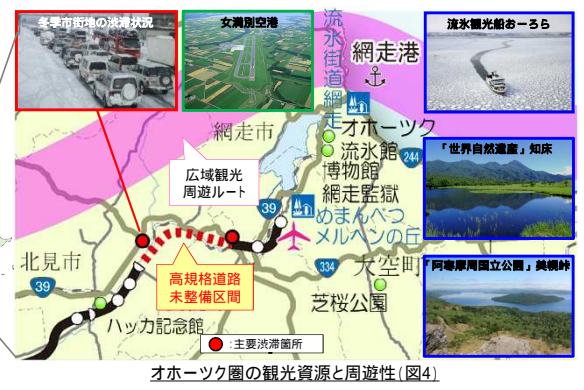 冬季市街地の渋滞状況
女満別空港
流氷街道網走
網走港
流氷観光船おーろら
網走市
オホーツク
流氷館
244
博物館
網走監獄
広域観光
周遊ルート
39
めまんべつ
メルヘンの丘
「世界自然遺産」知床
北見市
39
高規格道路
未整備区間
334
大空町
芝桜公園
「阿寒摩周国立公園」美幌峠
ハッカ記念館
:主要渋滞箇所
オホーツク圏の観光資源と周遊性(図4)